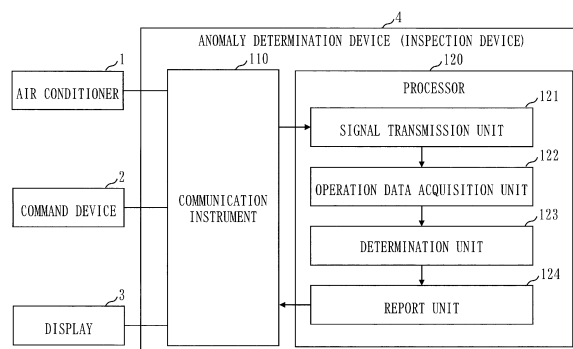 4
ANOMALY DETERMINATION DEVICE (INSPECTION DEVICE)
1
AIR CONDITIONER
2
COMMAND DEVICE
3
DISPLAY
110
COMMUNICATION
INSTRUMENT
120
PROCESSOR
121
SIGNAL TRANSMISSION UNIT
122
OPERATION DATA ACQUISITION UNIT
123
DETERMINATION UNIT
124
REPORT UNIT